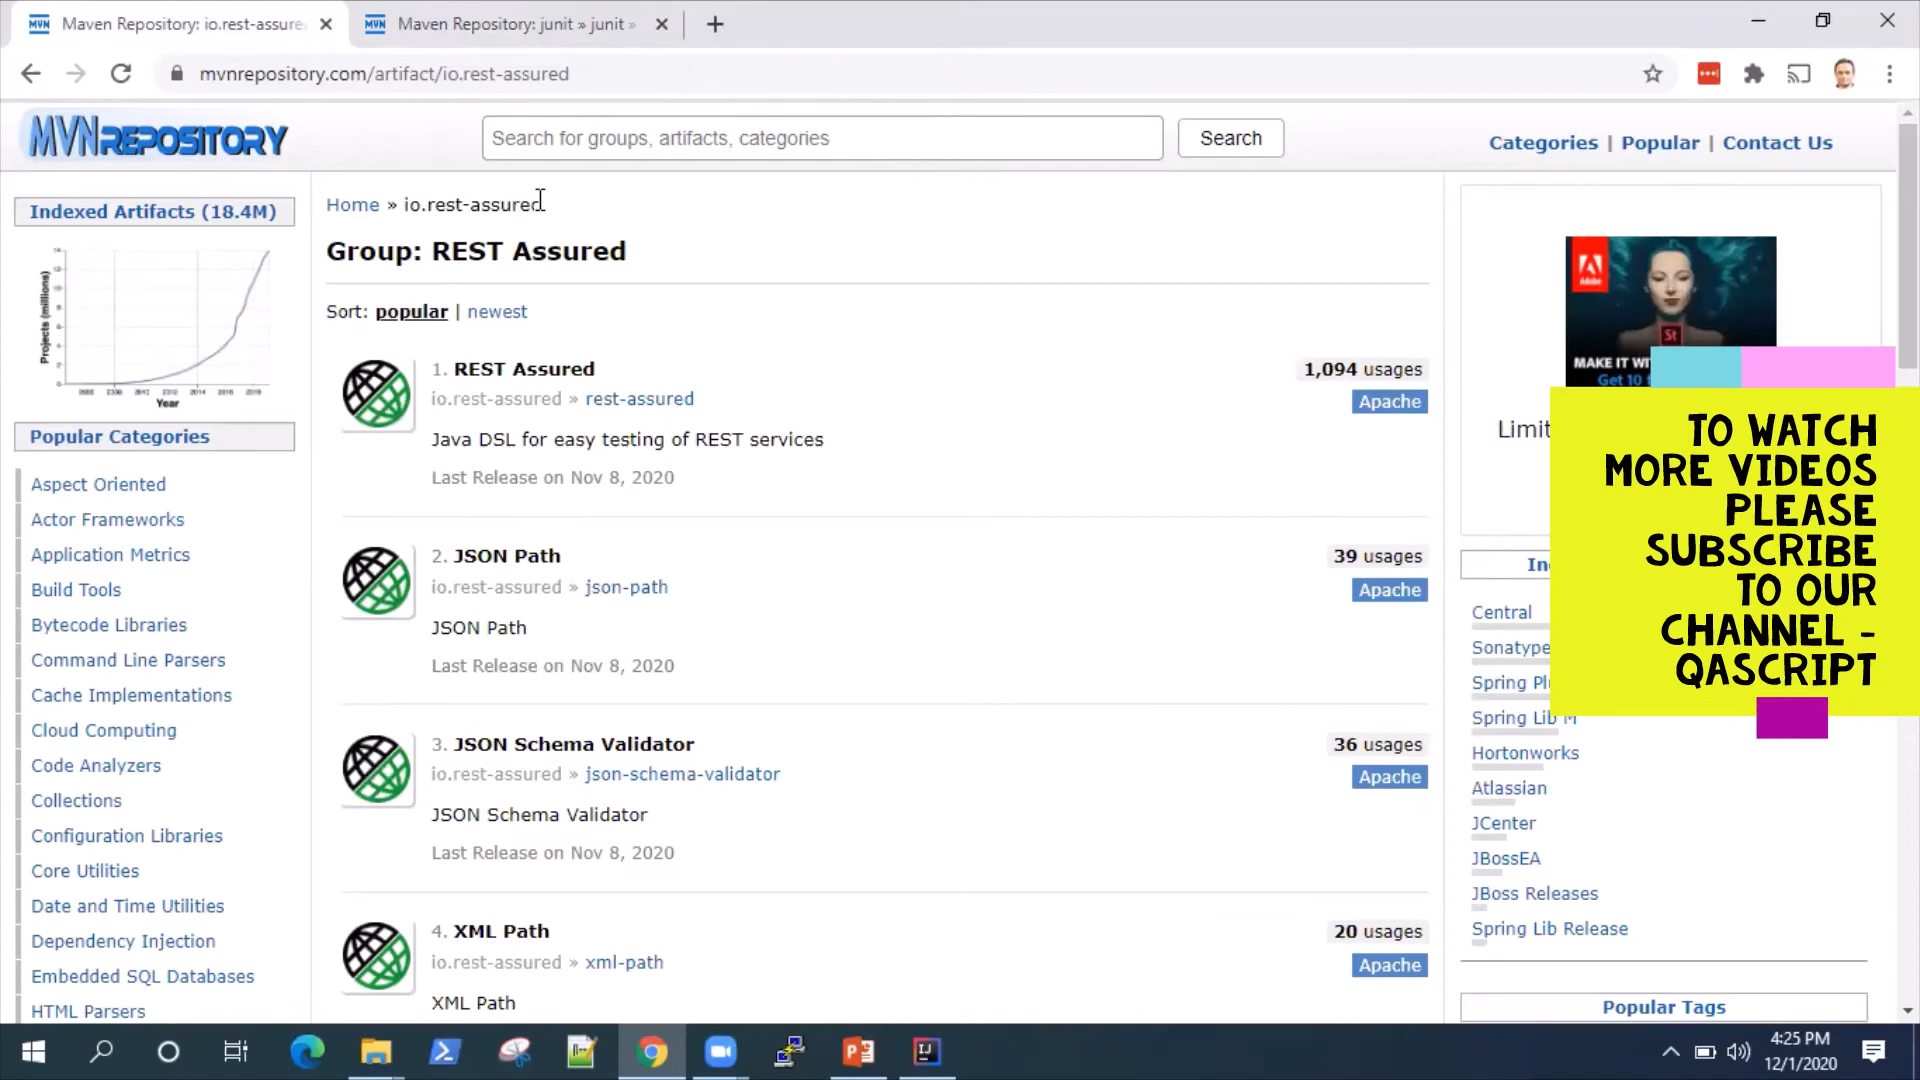 Maven Repository: io.rest-assure
Maven Repository: junit » junit »
mvnrepository.com/artifact/io.rest-assured
MVNREPOSITORY
Search for groups, artifacts, categories
Search
Categories | Popular | Contact Us
Indexed Artifacts (18.4M)
Projects (millions)
Year
Popular Categories
Aspect Oriented
Actor Frameworks
Application Metrics
Build Tools
Bytecode Libraries
Command Line Parsers
Cache Implementations
Cloud Computing
Code Analyzers
Collections
Configuration Libraries
Core Utilities
Date and Time Utilities
Dependency Injection
Embedded SQL Databases
HTML Parsers
Home » io.rest-assured
Group: REST Assured
Sort: popular | newest
1. REST Assured
1,094 usages
io.rest-assured » rest-assured
Apache
Java DSL for easy testing of REST services
Last Release on Nov 8, 2020
2. JSON Path
39 usages
io.rest-assured » json-path
Apache
JSON Path
Last Release on Nov 8, 2020
3. JSON Schema Validator
36 usages
io.rest-assured » json-schema-validator
Apache
JSON Schema Validator
Last Release on Nov 8, 2020
4. XML Path
20 usages
io.rest-assured » xml-path
Apache
XML Path
St
MAKE IT WI
Get 10 f
Limit
TO WATCH
MORE VIDEOS
PLEASE
SUBSCRIBE
TO OUR
CHANNEL -
QASCRIPT
Central
Sonatype
Spring Pl
Spring Lib M
Hortonworks
Atlassian
JCenter
JBossEA
JBoss Releases
Spring Lib Release
Popular Tags
4:25 PM
12/1/2020